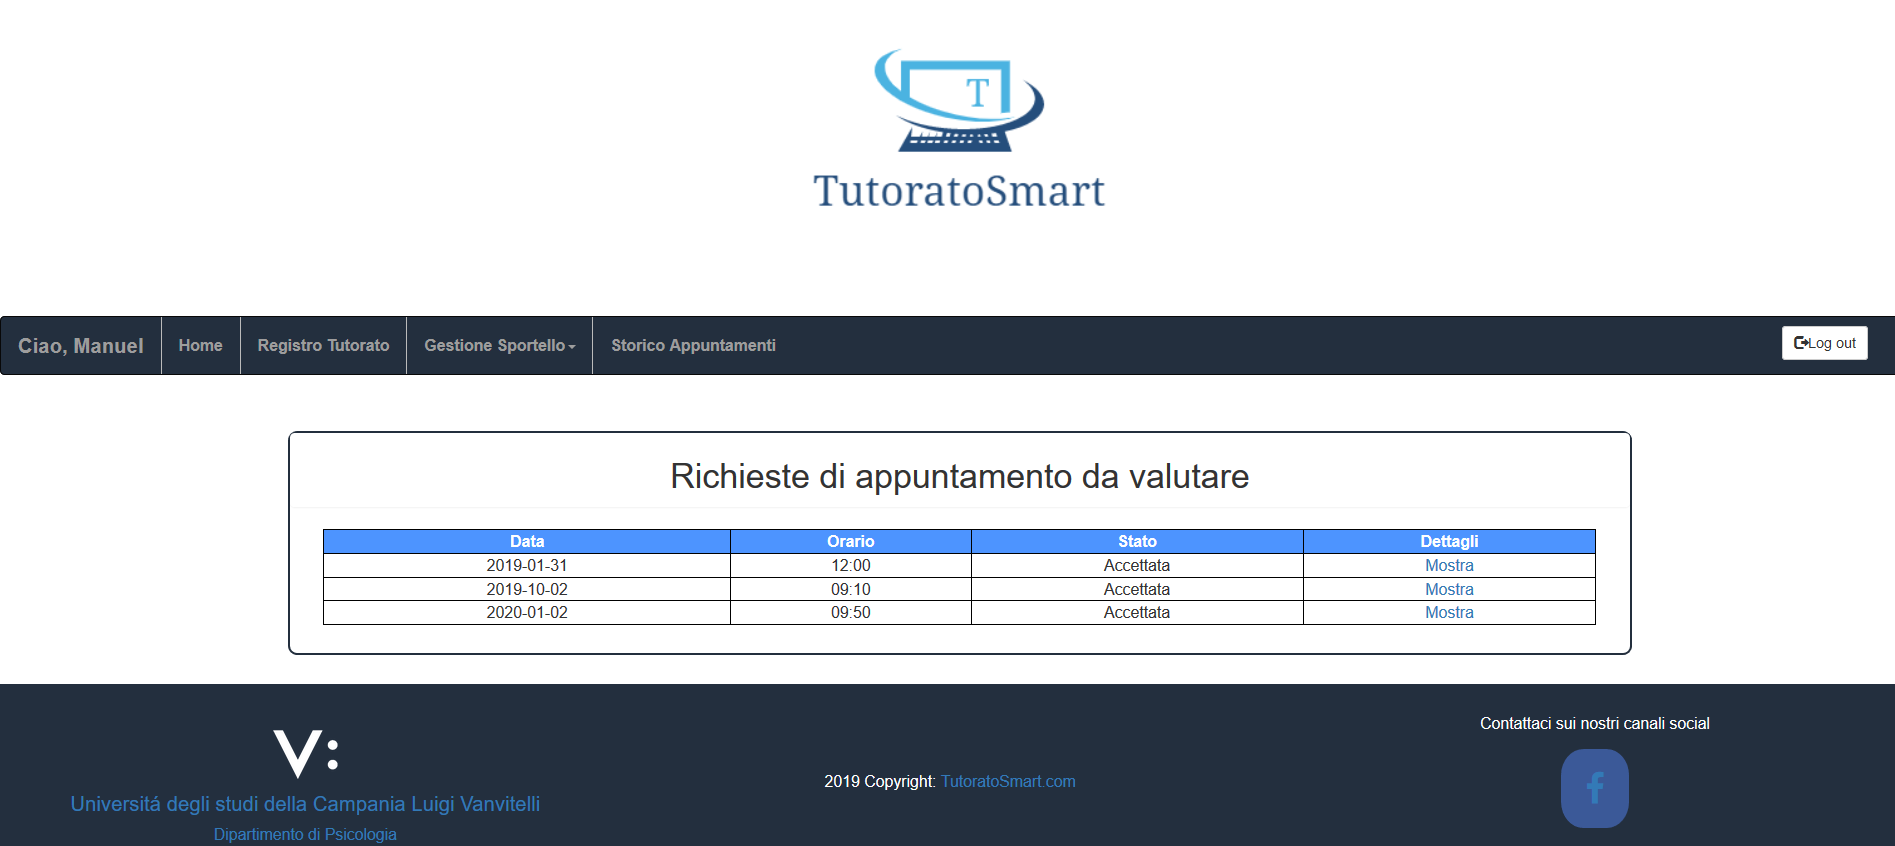 T
TutoratoSmart
Ciao, Manuel Home Registro Tutorato Gestione Sportello Storico Appuntamenti Log out
Richieste di appuntamento da valutare
Data Orario Stato Dettagli
2019-01-31 12:00 Accettata Mostra
2019-10-02 09:10 Accettata Mostra
2020-01-02 09:50 Accettata Mostra
V:
Universitá degli studi della Campania Luigi Vanvitelli
Dipartimento di Psicologia
2019 Copyright: TutoratoSmart.com
Contattaci sui nostri canali social
f